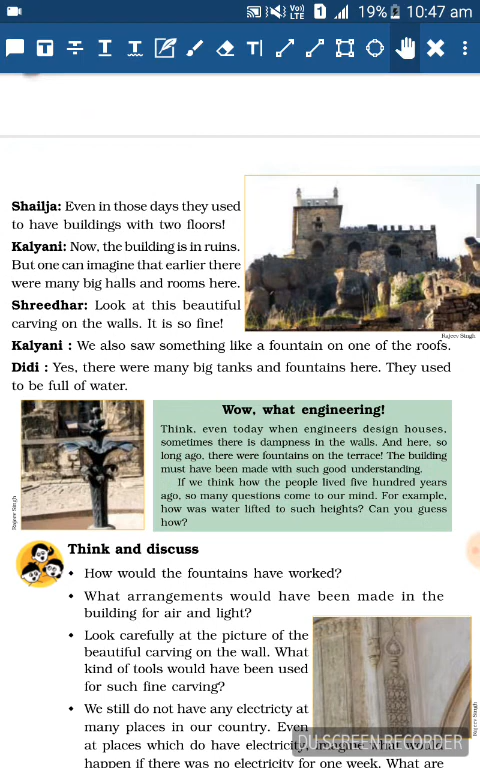 Vo))
LTE
1
19%
10:47 am
T
T
T
T
T
Shailja: Even in those days they used
to have buildings with two floors!
Kalyani: Now, the building is in ruins.
But one can imagine that earlier there
were many big halls and rooms here.
Shreedhar: Look at this beautiful
carving on the walls. It is so fine!
Rajeev Singh
Kalyani : We also saw something like a fountain on one of the roofs.
Didi : Yes, there were many big tanks and fountains here. They used
to be full of water.
Rajeev Singh
Wow, what engineering!
Think, even today when engineers design houses,
sometimes there is dampness in the walls. And here, so
long ago, there were fountains on the terrace! The building
must have been made with such good understanding.
If we think how the people lived five hundred years
ago, so many questions come to our mind. For example,
how was water lifted to such heights? Can you guess
how?
Think and discuss
• How would the fountains have worked?
• What arrangements would have been made in the
building for air and light?
• Look carefully at the picture of the
beautiful carving on the wall. What
kind of tools would have been used
for such fine carving?
Rajeev Singh
• We still do not have any electricty at
many places in our country. Even
at places which do have electricity, imagine what would
DU SCREEN RECORDER
happen if there was no electricity for one week. What are